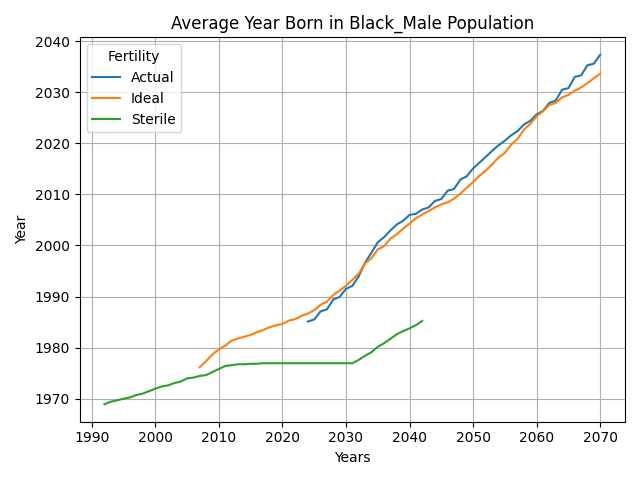 Average Year Born in Black_Male Population
Fertility
Actual
Ideal
Sterile
Year
2040
2030
2020
2010
2000
1990
1980
1970
1990 2000 2010 2020 2030 2040 2050 2060 2070
Years